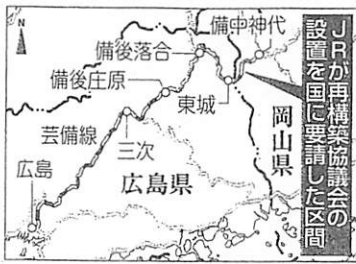 JRが再構築協議会の
設置を国に要請した区間
N
備中神代
備後落合
備後庄原
東城
芸備線
三次
広島
広島県
岡山県